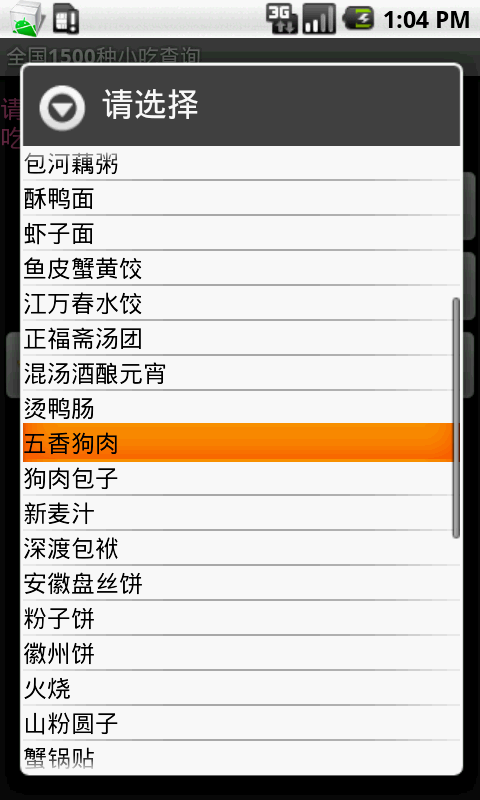 3G
1:04 PM
全国1500种小吃查询
请
吃
请选择
包河藕粥
酥鸭面
虾子面
鱼皮蟹黄饺
江万春水饺
正福斋汤团
混汤酒酿元宵
烫鸭肠
五香狗肉
狗肉包子
新麦汁
深渡包袱
安徽盘丝饼
粉子饼
徽州饼
火烧
山粉圆子
蟹锅贴